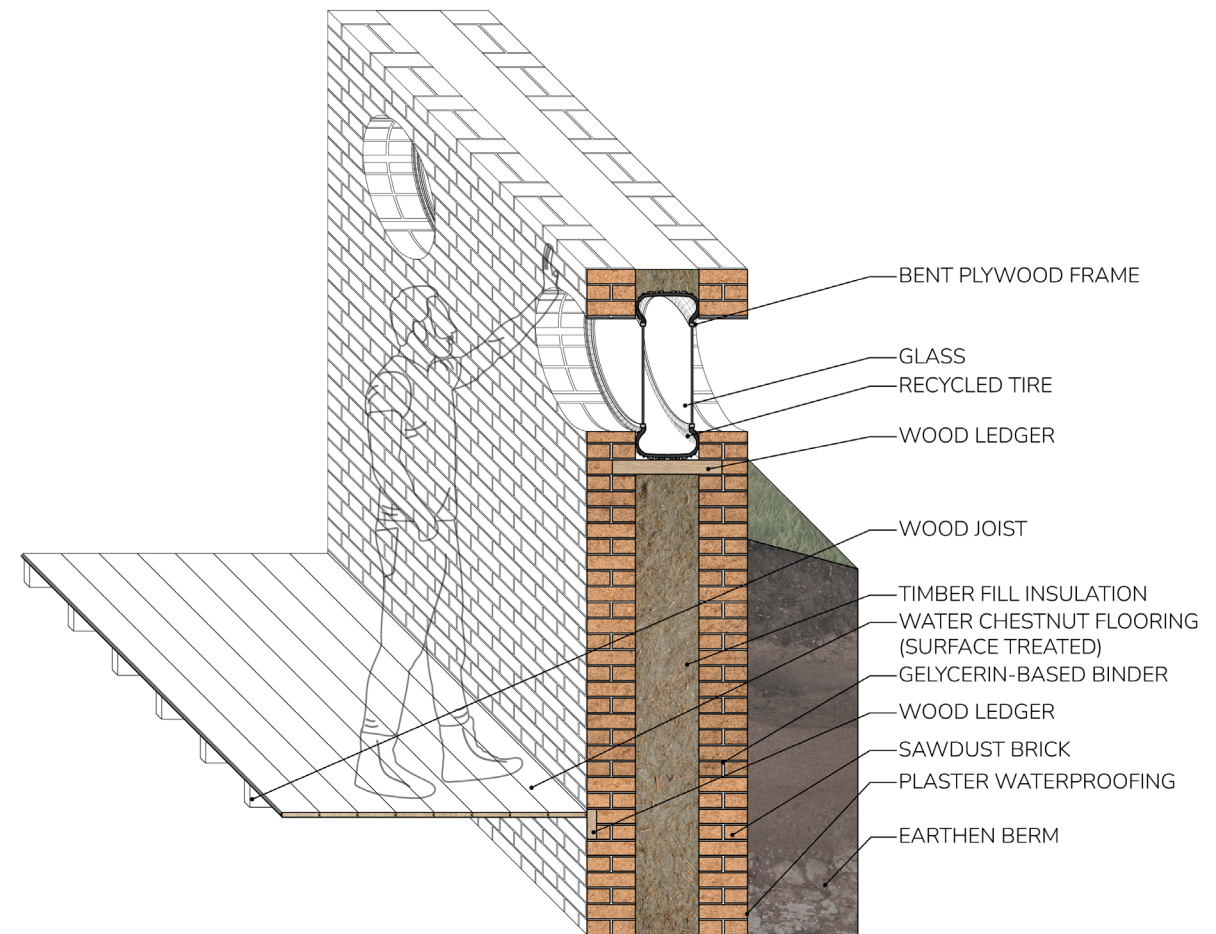 BENT PLYWOOD FRAME
GLASS
RECYCLED TIRE
WOOD LEDGER
WOOD JOIST
TIMBER FILL INSULATION
WATER CHESTNUT FLOORING
(SURFACE TREATED)
GELYCERIN-BASED BINDER
WOOD LEDGER
SAWDUST BRICK
PLASTER WATERPROOFING
EARTHEN BERM